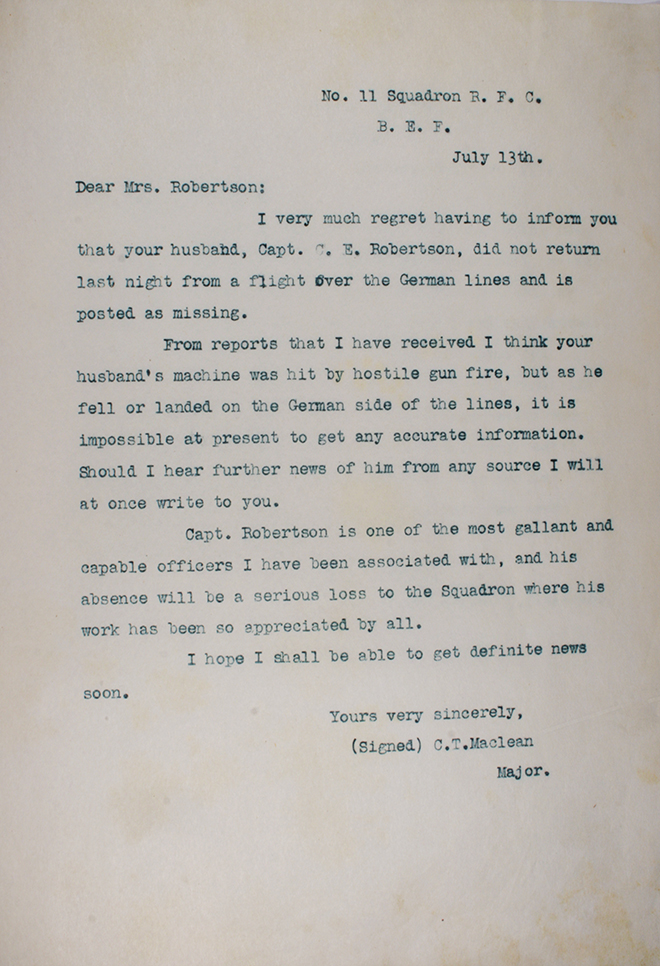 No. 11 Squadron R. F. C.
B. E. F.
July 13th.
Dear Mrs. Robertson:
I very much regret having to inform you
that your husband, Capt. C. E. Robertson, did not return
last night from a flight over the German lines and is
posted as missing.
From reports that I have received I think your
husband's machine was hit by hostile gun fire, but as he
fell or landed on the German side of the lines, it is
impossible at present to get any accurate information.
Should I hear further news of him from any source I will
at once write to you.
Capt. Robertson is one of the most gallant and
capable officers I have been associated with, and his
absence will be a serious loss to the Squadron where his
work has been so appreciated by all.
I hope I shall be able to get definite news
soon.
Yours very sincerely,
(Signed) C.T.Maclean
Major.